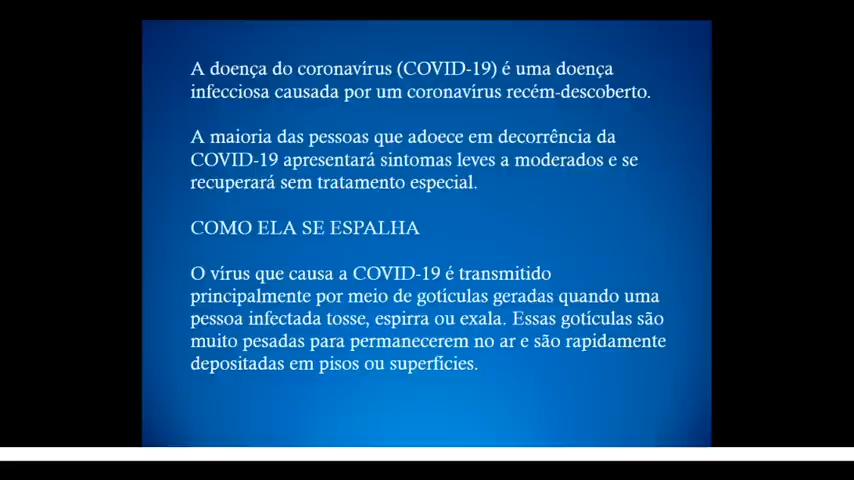 A doença do coronavírus (COVID-19) é uma doença
infecciosa causada por um coronavírus recém-descoberto.
A maioria das pessoas que adoece em decorrência da
COVID-19 apresentará sintomas leves a moderados e se
recuperará sem tratamento especial.
COMO ELA SE ESPALHA
O vírus que causa a COVID-19 é transmitido
principalmente por meio de gotículas geradas quando uma
pessoa infectada tosse, espirra ou exala. Essas gotículas são
muito pesadas para permanecerem no ar e são rapidamente
depositadas em pisos ou superfícies.